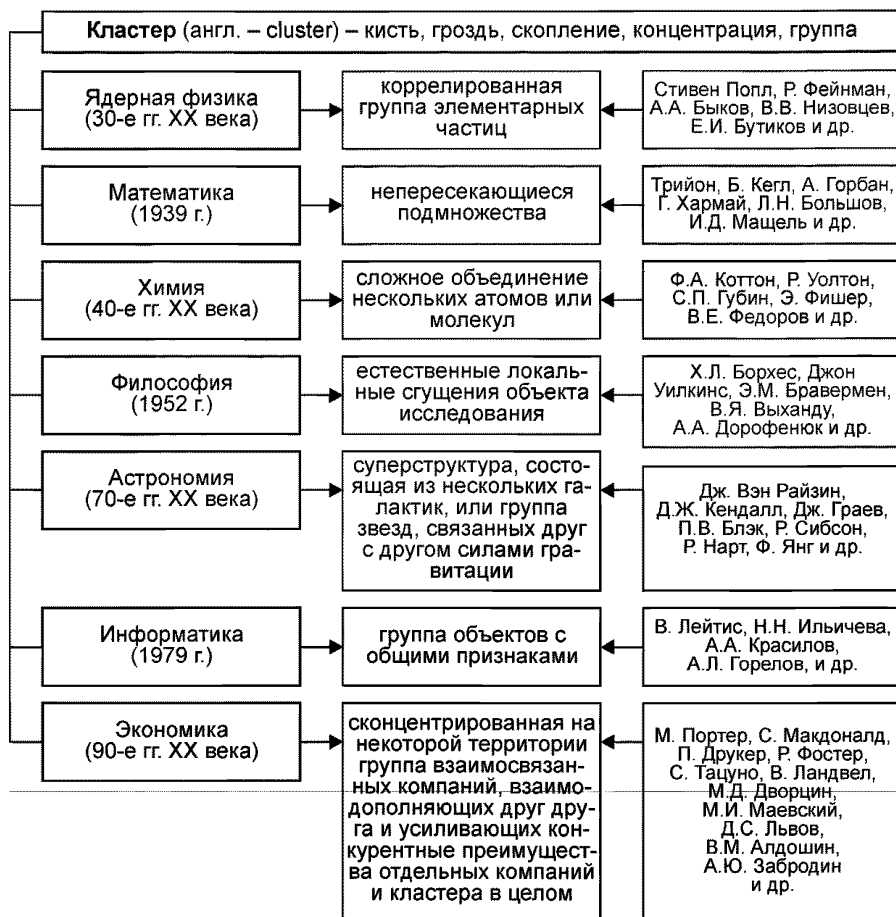 Кластер (англ. – cluster) – кисть, гроздь, скопление, концентрация, группа
Ядерная физика
(30-е гг. XX века)
коррелированная
группа элементарных
частиц
Стивен Попл, Р. Фейнман,
А.А. Быков, В.В. Низовцев,
Е.И. Бутиков и др.
Математика
(1939 г.)
непересекающиеся
подмножества
Трийон, Б. Кегл, А. Горбан,
Г. Хармай, Л.Н. Большов,
И.Д. Мащель и др.
Химия
(40-е гг. XX века)
сложное объединение
нескольких атомов или
молекул
Ф.А. Коттон, Р. Уолтон,
С.П. Губин, Э. Фишер,
В.Е. Федоров и др.
Философия
(1952 г.)
естественные локаль-
ные сгущения объекта
исследования
Х.Л. Борхес, Джон
Уилкинс, Э.М. Бравермен,
В.Я. Выханду,
А.А. Дорофенюк и др.
Астрономия
(70-е гг. XX века)
суперструктура, состо-
ящая из нескольких га-
лактик, или группа
звезд, связанных друг
с другом силами гра-
витации
Дж. Вэн Райзин,
Д.Ж. Кендалл, Дж. Граев,
П.В. Блэк, Р. Сибсон,
Р. Нарт, Ф. Янг и др.
Информатика
(1979 г.)
группа объектов с
общими признаками
В. Лейтис, Н.Н. Ильичева,
А.А. Красилов,
А.Л. Горелов, и др.
Экономика
(90-е гг. XX века)
сконцентрированная на
некоторой территории
группа взаимосвязан-
ных компаний, взаимо-
дополняющих друг дру-
га и усиливающих кон-
курентные преимущест-
ва отдельных компаний
и кластера в целом
М. Портер, С. Макдоналд,
П. Друкер, Р. Фостер,
С. Тацуно, В. Ландвел,
М.Д. Дворцин,
М.И. Маевский,
Д.С. Львов,
В.М. Алдошин,
А.Ю. Забродин
и др.